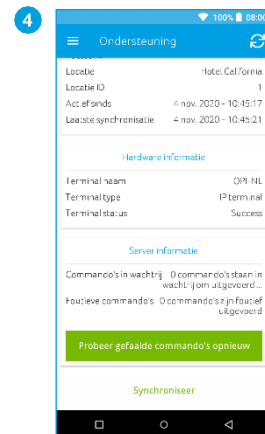 4
100% 08:00
Ondersteuning
Locatie Hotel California
Locatie ID 1
Actief sinds 4 nov. 2020 - 10:45:17
Laatste synchronisatie 4 nov. 2020 - 10:45:21
Hardware informatie
Terminal naam OPI-NL
Terminal type IP terminal
Terminal status Success
Server informatie
Commando's in wachtrij 0 commando's staan in
wachtrij om uitgevoerd ...
Foutieve commando's 0 commando's zijn foutief
uitgevoerd
Probeer gefaalde commando's opnieuw
Synchroniseer